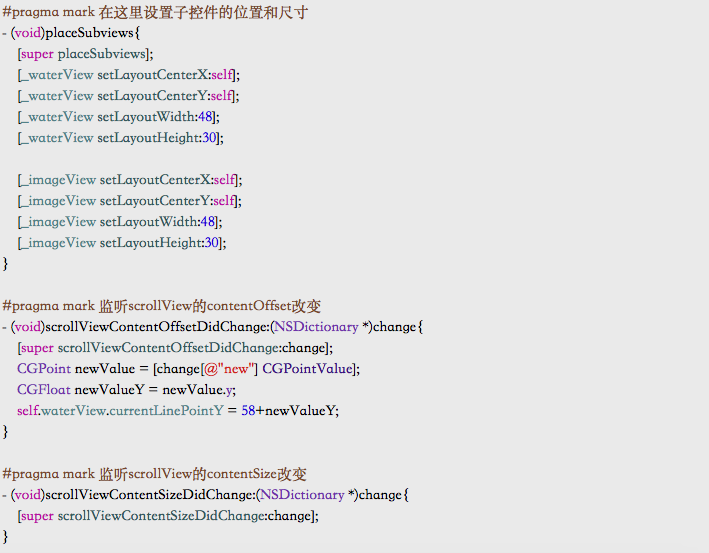 #pragma mark 在这里设置子控件的位置和尺寸
- (void)placeSubviews{
[super placeSubviews];
[_waterView setLayoutCenterX:self];
[_waterView setLayoutCenterY:self];
[_waterView setLayoutWidth:48];
[_waterView setLayoutHeight:30];
[_imageView setLayoutCenterX:self];
[_imageView setLayoutCenterY:self];
[_imageView setLayoutWidth:48];
[_imageView setLayoutHeight:30];
}
#pragma mark 监听scrollView的contentOffset改变
- (void)scrollViewContentOffsetDidChange:(NSDictionary *)change{
[super scrollViewContentOffsetDidChange:change];
CGPoint newValue = [change[@"new"] CGPointValue];
CGFloat newValueY = newValue.y;
self.waterView.currentLinePointY = 58+newValueY;
}
#pragma mark 监听scrollView的contentSize改变
- (void)scrollViewContentSizeDidChange:(NSDictionary *)change{
[super scrollViewContentSizeDidChange:change];
}